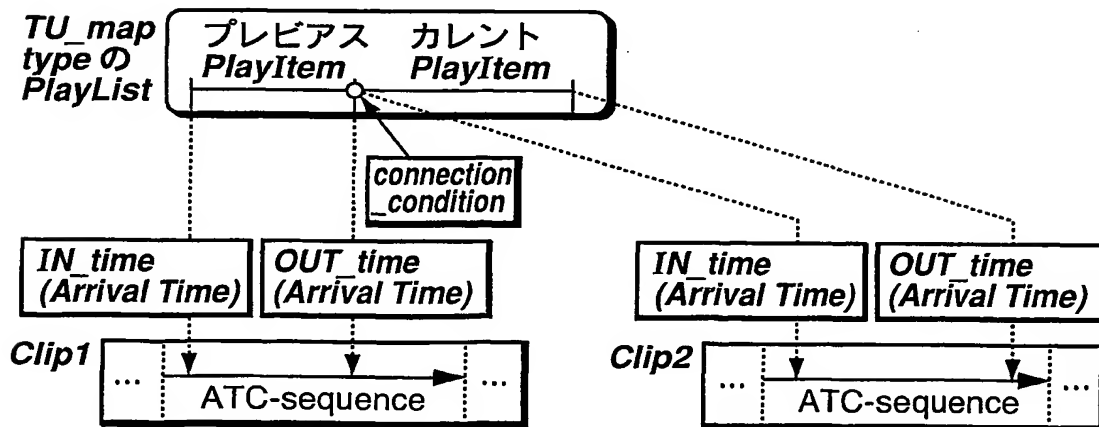 TU_map
type の
PlayList
プレビアス カレント
PlayItem PlayItem
connection
_condition
IN_time
(Arrival Time)
OUT_time
(Arrival Time)
IN_time
(Arrival Time)
OUT_time
(Arrival Time)
Clip1
... ATC-sequence ...
Clip2
... ATC-sequence ...